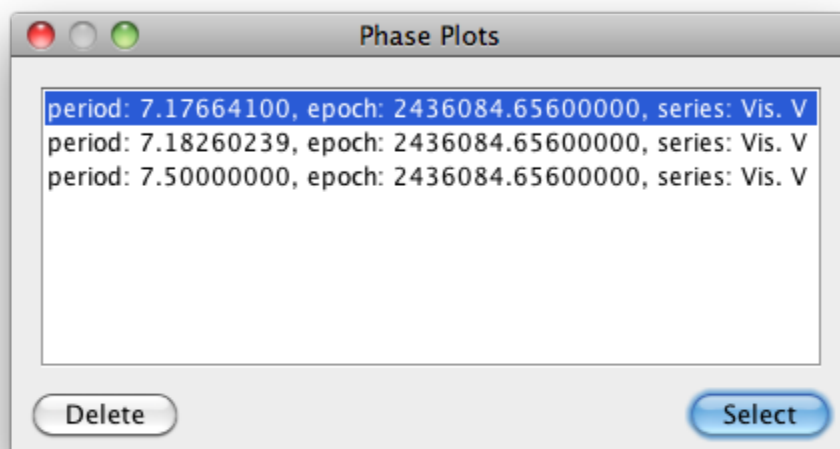 Phase Plots
period: 7.17664100, epoch: 2436084.65600000, series: Vis. V
period: 7.18260239, epoch: 2436084.65600000, series: Vis. V
period: 7.50000000, epoch: 2436084.65600000, series: Vis. V
Delete
Select